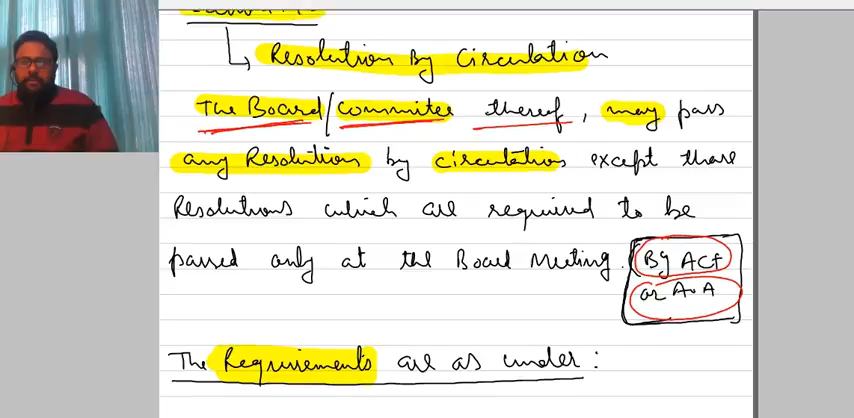 Resolution By Circulation
The Board/Committee thereof, may pass
any Resolution by circulation except those
Resolutions which are required to be
passed only at the Board Meeting.
By Act
or AoA
The Requirements are as under: